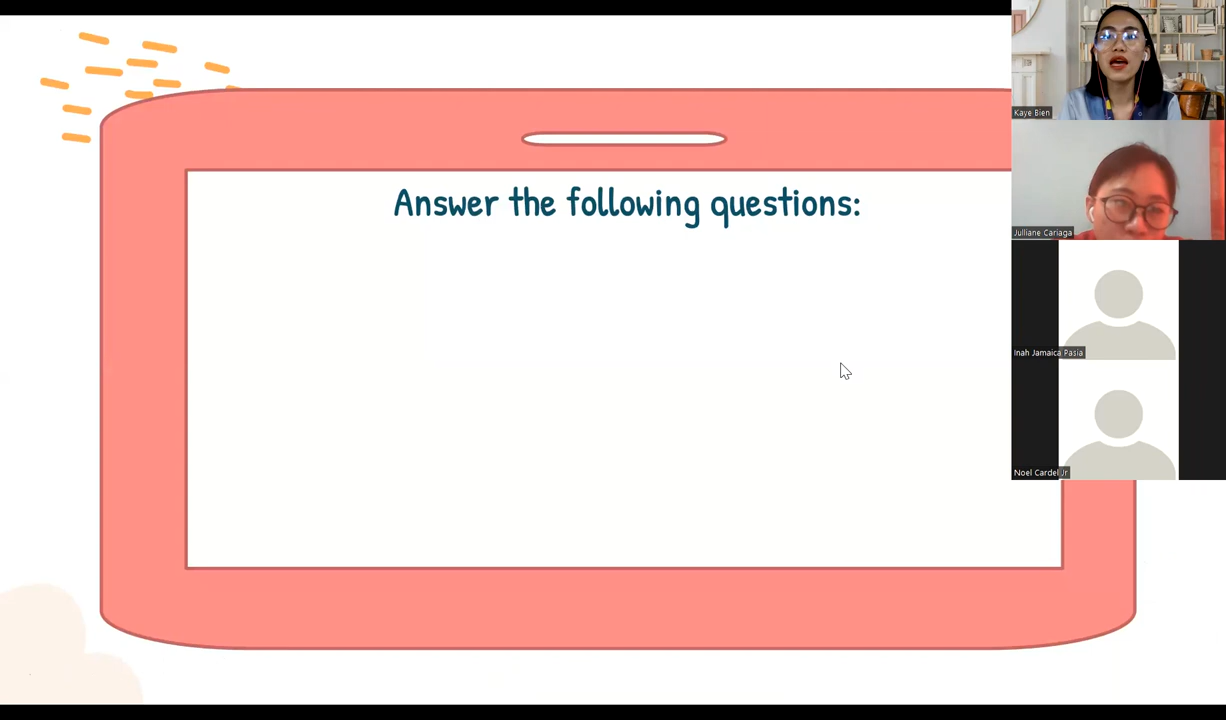 Answer the following questions:
Kaye Bien
Julliane Cariaga
Inah Jamaica Pasia
Noel Cardel Jr